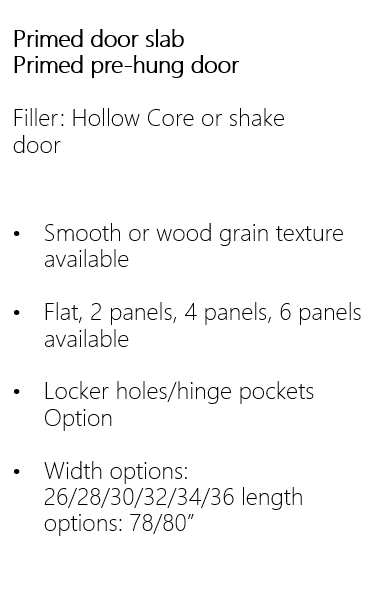 Primed door slab
Primed pre-hung door
Filler: Hollow Core or shake
door
• Smooth or wood grain texture
available
• Flat, 2 panels, 4 panels, 6 panels
available
• Locker holes/hinge pockets
Option
• Width options:
26/28/30/32/34/36 length
options: 78/80”